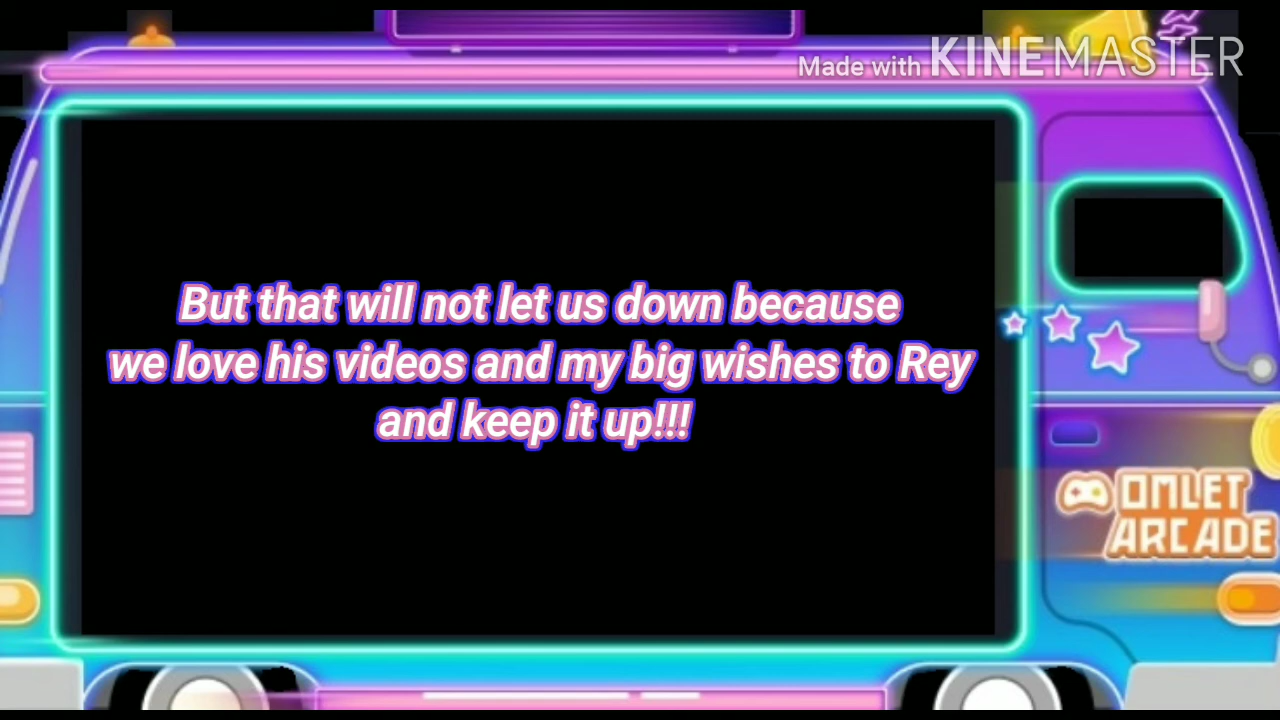 Made with KINEMASTER
But that will not let us down because
we love his videos and my big wishes to Rey
and keep it up!!!
OMLET
ARCADE